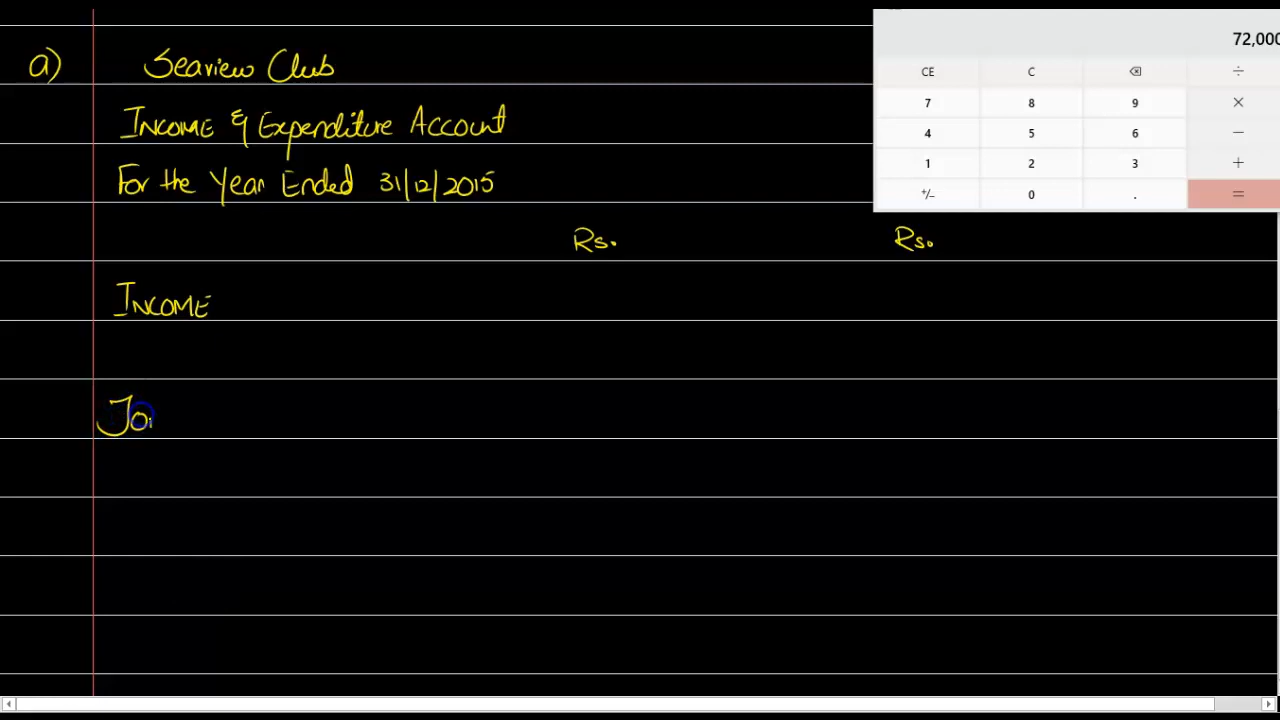 a) Seaview Club
INCOME & Expenditure Account
For the Year Ended 31/12/2015
Rs. Rs.
INCOME
Joi
72,000
CE C ⌫ ÷
7 8 9 ×
4 5 6 −
1 2 3 +
+/− 0 . =